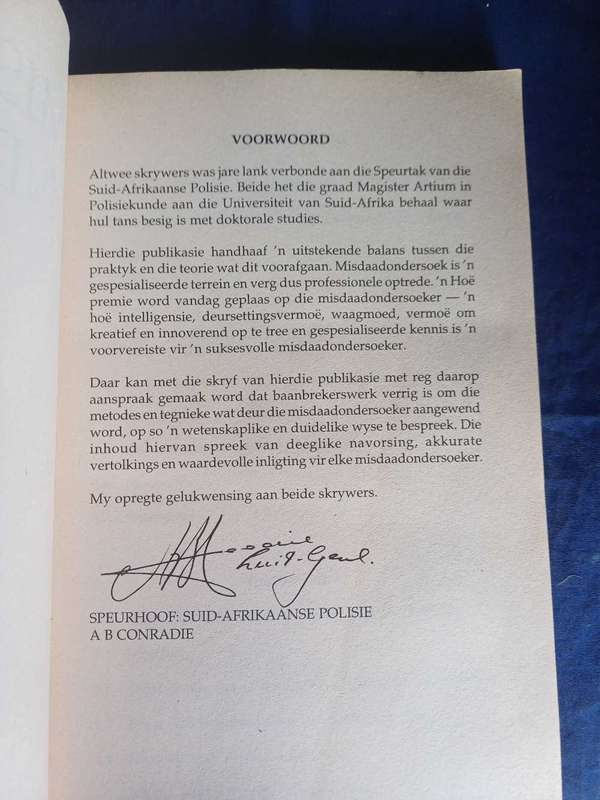 VOORWOORD
Altwee skrywers was jare lank verbonde aan die Speurtak van die
Suid-Afrikaanse Polisie. Beide het die graad Magister Artium in
Polisiekunde aan die Universiteit van Suid-Afrika behaal waar
hul tans besig is met doktorale studies.
Hierdie publikasie handhaaf 'n uitstekende balans tussen die
praktyk en die teorie wat dit voorafgaan. Misdaadondersoek is 'n
gespesialiseerde terrein en verg dus professionele optrede. 'n Hoë
premie word vandag geplaas op die misdaadondersoeker — 'n
hoë intelligensie, deursettingsvermoë, waagmoed, vermoë om
kreatief en innoverend op te tree en gespesialiseerde kennis is 'n
voorvereiste vir 'n suksesvolle misdaadondersoeker.
Daar kan met die skryf van hierdie publikasie met reg daarop
aanspraak gemaak word dat baanbrekerswerk verrig is om die
metodes en tegnieke wat deur die misdaadondersoeker aangewend
word, op so 'n wetenskaplike en duidelike wyse te bespreek. Die
inhoud hiervan spreek van deeglike navorsing, akkurate
vertolkings en waardevolle inligting vir elke misdaadondersoeker.
My opregte gelukwensing aan beide skrywers.
Luit-Genl.
SPEURHOOF: SUID-AFRIKAANSE POLISIE
A B CONRADIE